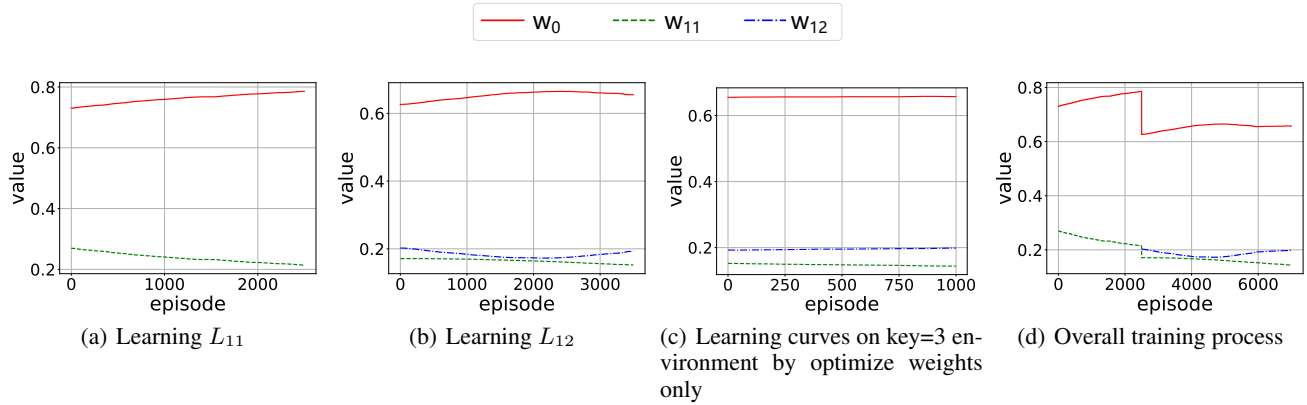 w0 w11 w12
value
0.8
0.6
0.4
0.2
0 1000 2000
episode
(a) Learning L11
value
0.6
0.4
0.2
0 1000 2000 3000
episode
(b) Learning L12
value
0.6
0.4
0.2
0 250 500 750 1000
episode
(c) Learning curves on key=3 en-
vironment by optimize weights
only
value
0.8
0.6
0.4
0.2
0 2000 4000 6000
episode
(d) Overall training process